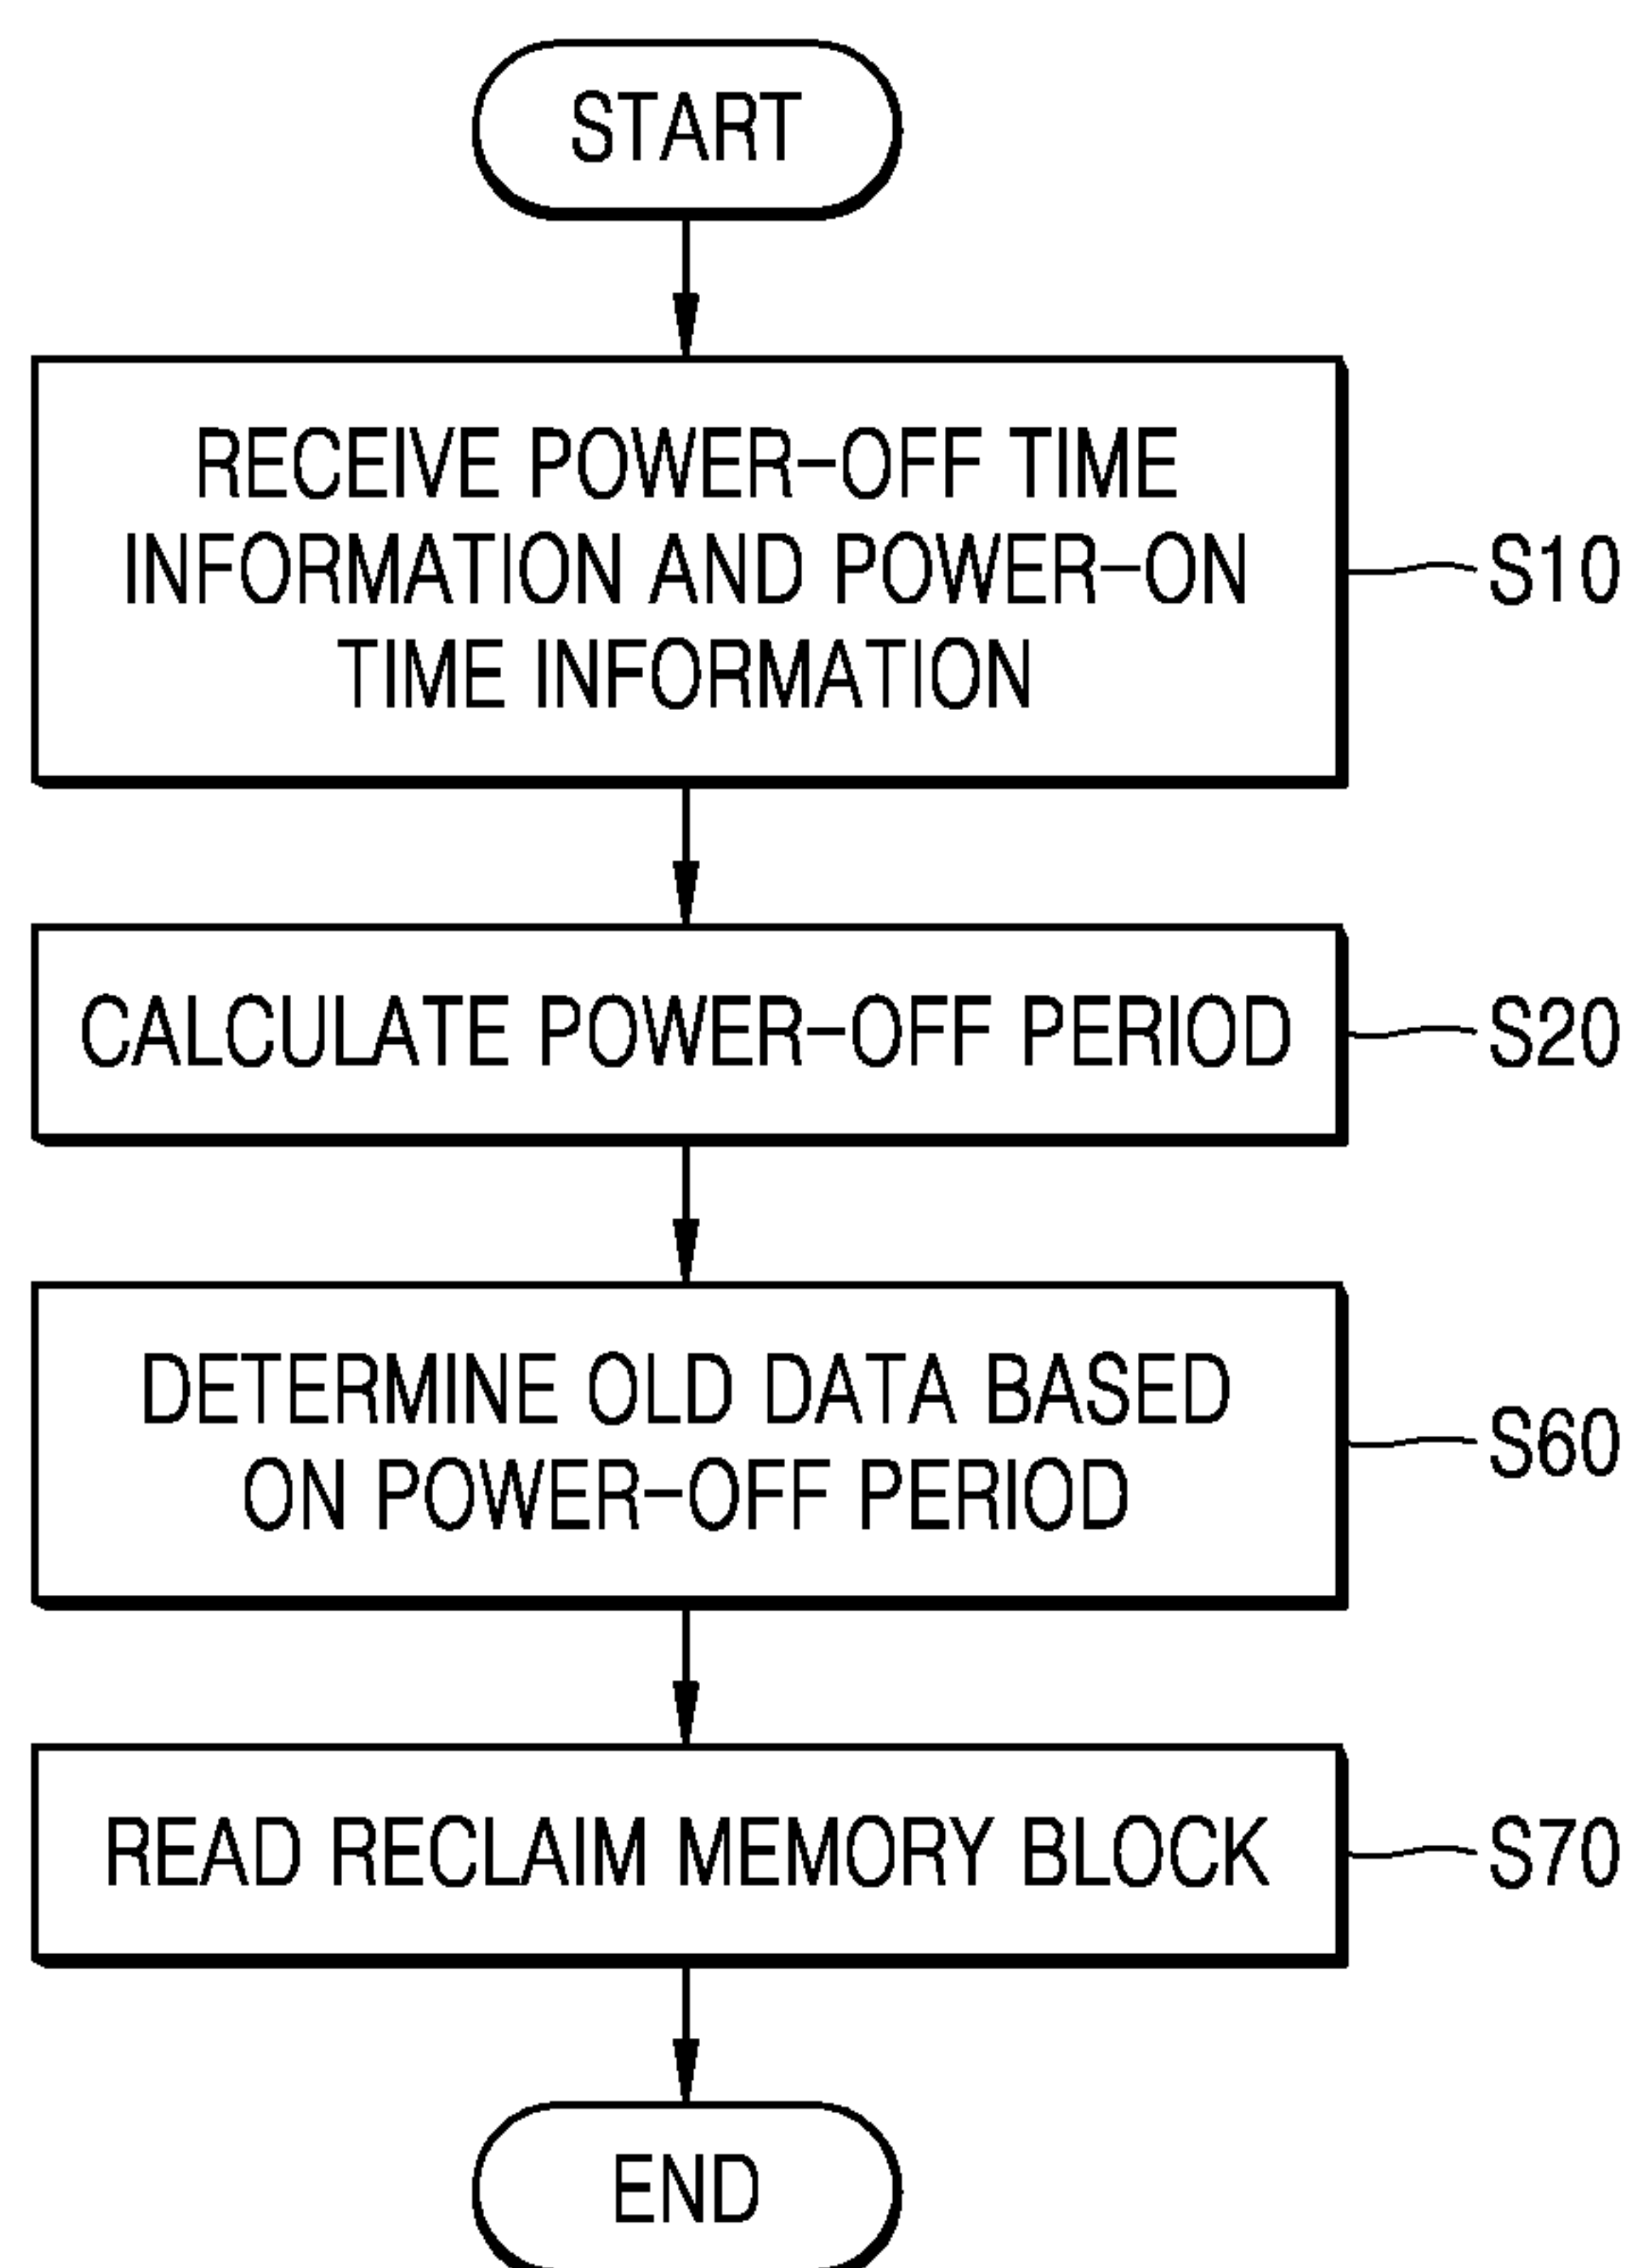 START
RECEIVE POWER-OFF TIME
INFORMATION AND POWER-ON
TIME INFORMATION
S10
CALCULATE POWER-OFF PERIOD
S20
DETERMINE OLD DATA BASED
ON POWER-OFF PERIOD
S60
READ RECLAIM MEMORY BLOCK
S70
END